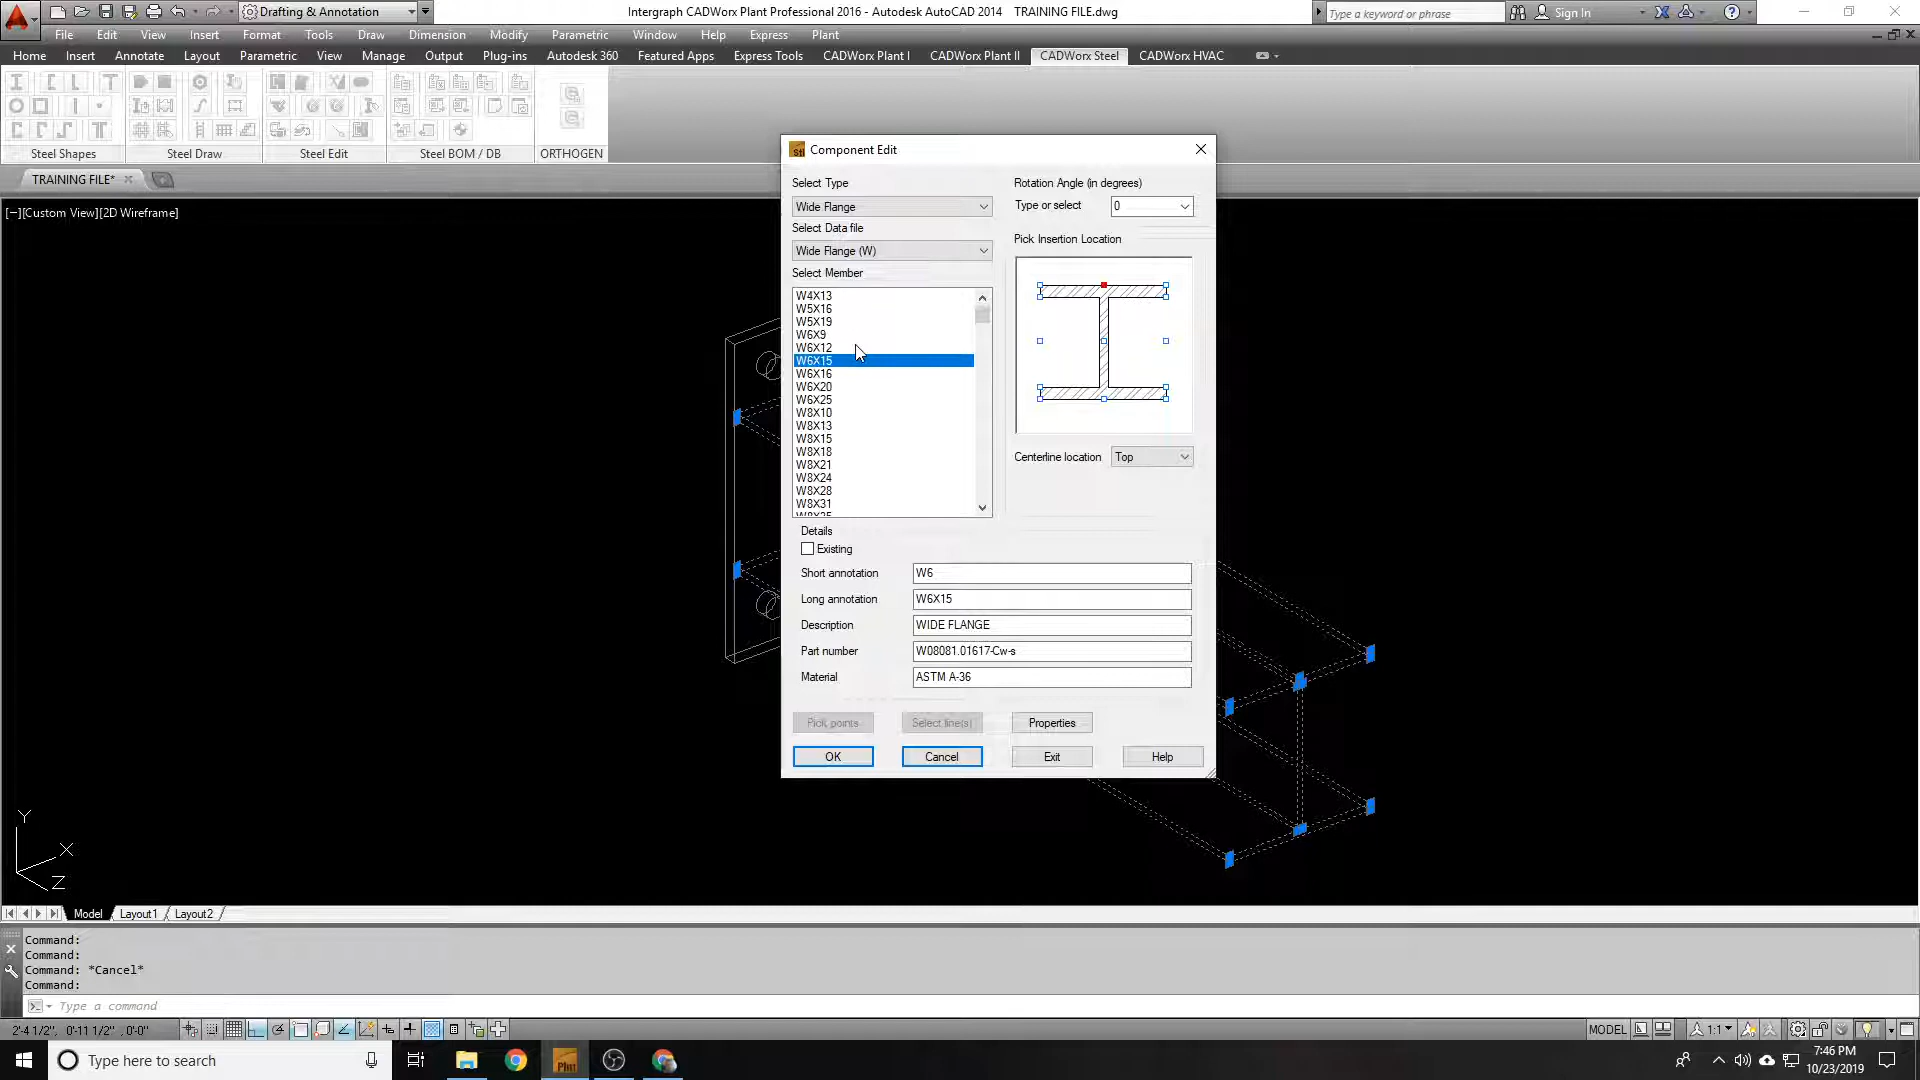 Drafting & Annotation
Intergraph CADWorx Plant Professional 2016 - Autodesk AutoCAD 2014 TRAINING FILE.dwg
Type a keyword or phrase
Sign In
File Edit View Insert Format Tools Draw Dimension Modify Parametric Window Help Express Plant
Home Insert Annotate Layout Parametric View Manage Output Plug-ins Autodesk 360 Featured Apps Express Tools CADWorx Plant I CADWorx Plant II CADWorx Steel CADWorx HVAC
Steel Shapes Steel Draw Steel Edit Steel BOM / DB ORTHOGEN
TRAINING FILE*
[−][Custom View][2D Wireframe]
Component Edit
Select Type
Wide Flange
Select Data file
Wide Flange (W)
Select Member
W4X13
W5X16
W5X19
W6X9
W6X12
W6X15
W6X16
W6X20
W6X25
W8X10
W8X13
W8X15
W8X18
W8X21
W8X24
W8X28
W8X31
Rotation Angle (in degrees)
Type or select 0
Pick Insertion Location
Centerline location Top
Details
Existing
Short annotation W6
Long annotation W6X15
Description WIDE FLANGE
Part number W08081.01617-Cw-s
Material ASTM A-36
Pick points Select line(s) Properties
OK Cancel Exit Help
Y
X
Z
Model Layout1 Layout2
Command:
Command:
Command: *Cancel*
Command:
Type a command
2'-4 1/2", 0'-11 1/2" ,0'-0"
MODEL 1:1
Type here to search
Plnt
7:46 PM
10/23/2019